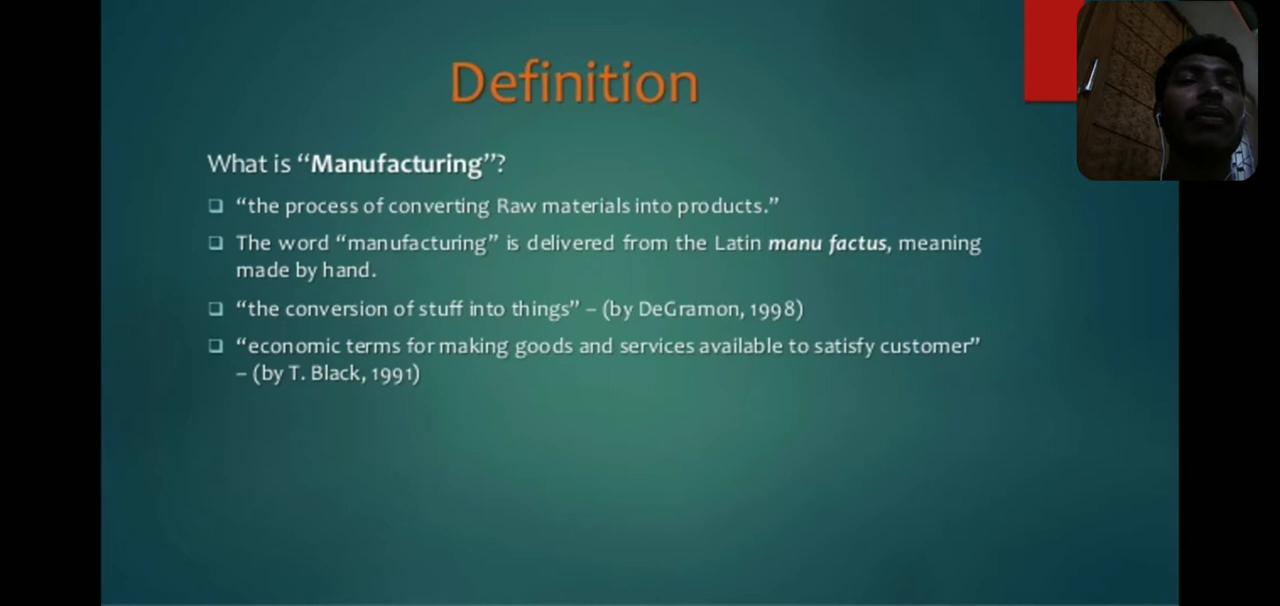 Definition
What is “Manufacturing”?
“the process of converting Raw materials into products.”
The word “manufacturing” is delivered from the Latin manu factus, meaning
made by hand.
“the conversion of stuff into things” – (by DeGramon, 1998)
“economic terms for making goods and services available to satisfy customer”
– (by T. Black, 1991)